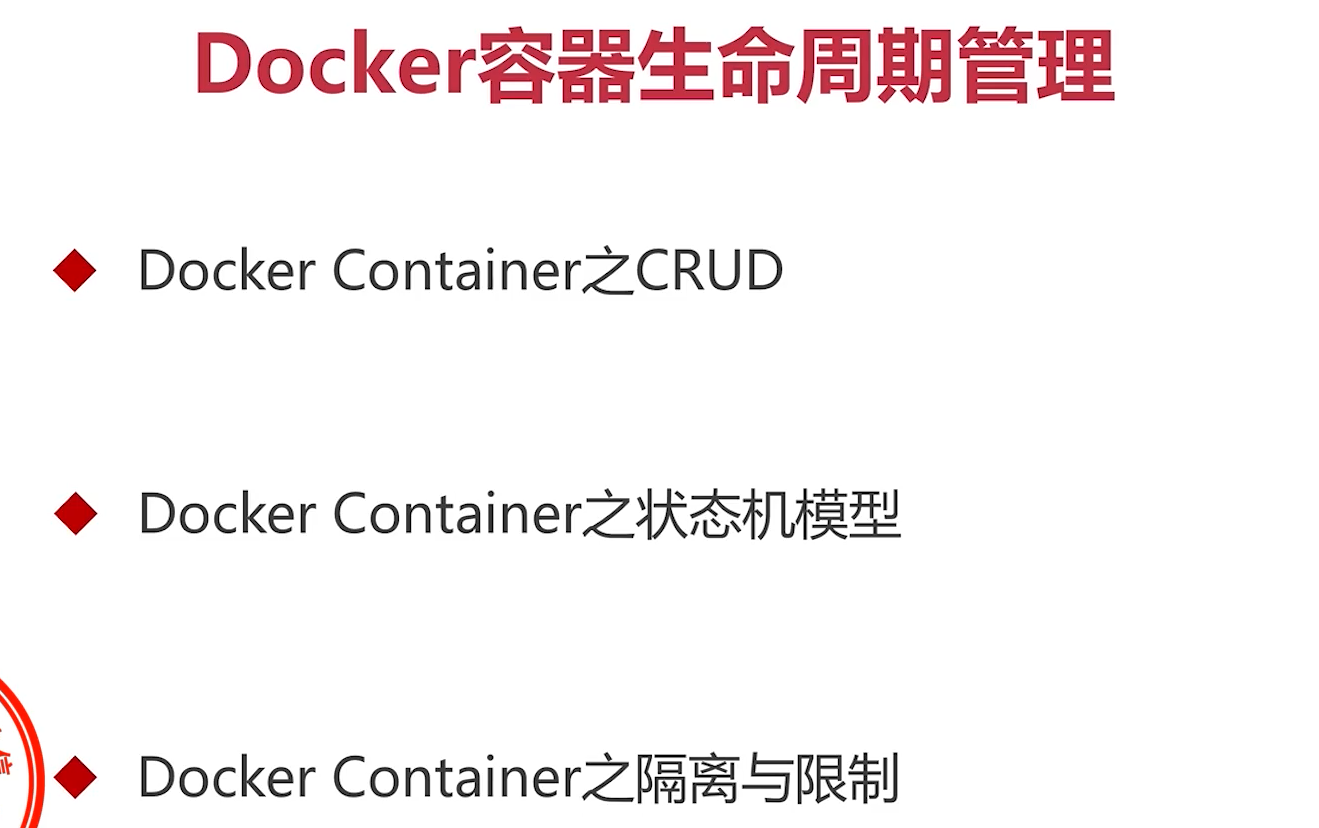 Docker容器生命周期管理
Docker Container之CRUD
Docker Container之状态机模型
Docker Container之隔离与限制